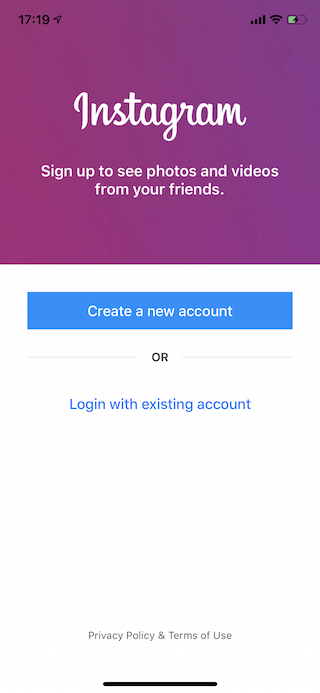 17:19
Instagram
Sign up to see photos and videos
from your friends.
Create a new account
OR
Login with existing account
Privacy Policy & Terms of Use